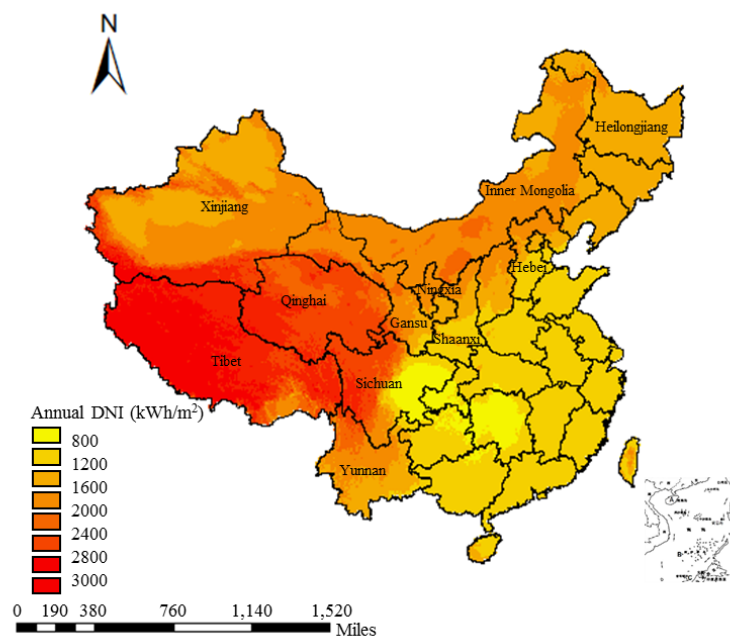 N
Heilongjiang
Inner Mongolia
Xinjiang
Hebei
Ningxia
Qinghai
Gansu
Shaanxi
Tibet
Sichuan
Yunnan
Annual DNI (kWh/m²)
800
1200
1600
2000
2400
2800
3000
0 190 380 760 1,140 1,520
Miles